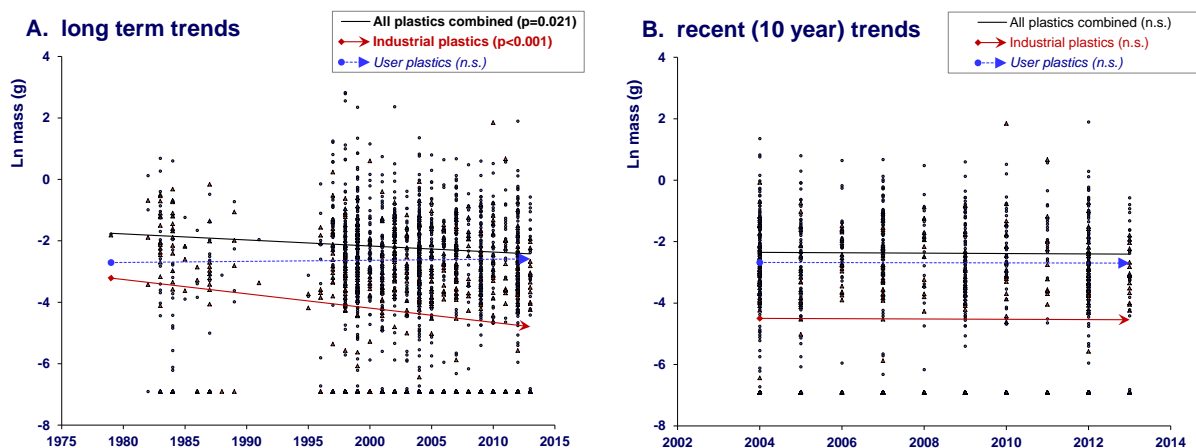 A. long term trends
All plastics combined (p=0.021)
Industrial plastics (p<0.001)
User plastics (n.s.)
Ln mass (g)
4
2
0
-2
-4
-6
-8
1975 1980 1985 1990 1995 2000 2005 2010 2015
B. recent (10 year) trends
All plastics combined (n.s.)
Industrial plastics (n.s.)
User plastics (n.s.)
Ln mass (g)
4
2
0
-2
-4
-6
-8
2002 2004 2006 2008 2010 2012 2014